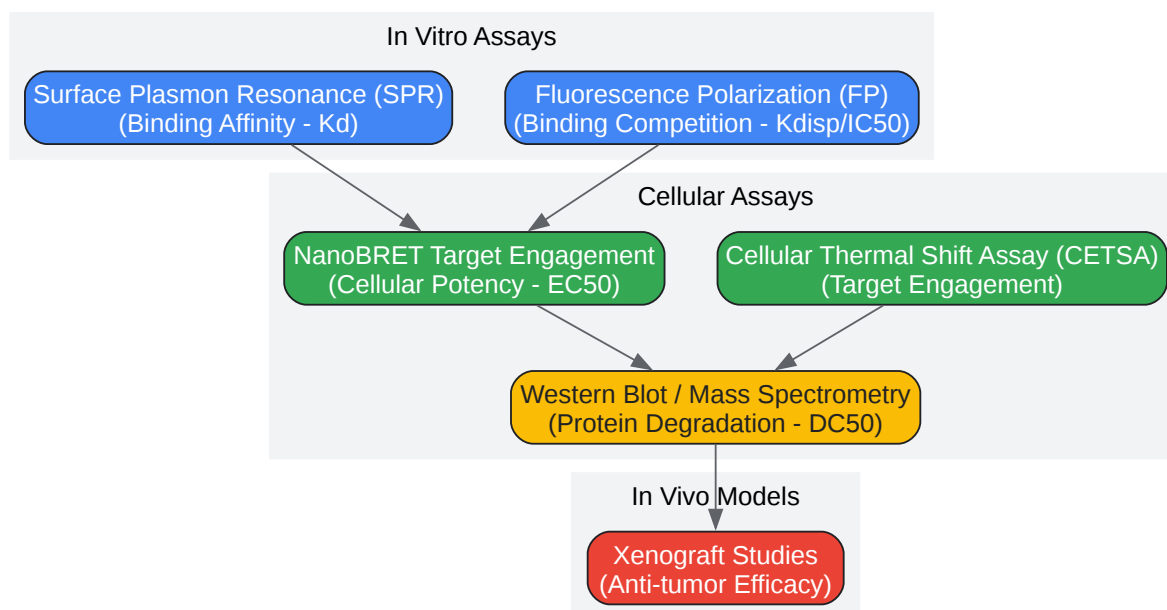 In Vitro Assays
Surface Plasmon Resonance (SPR)
(Binding Affinity - Kd)
Fluorescence Polarization (FP)
(Binding Competition - Kdisp/IC50)
Cellular Assays
NanoBRET Target Engagement
(Cellular Potency - EC50)
Cellular Thermal Shift Assay (CETSA)
(Target Engagement)
Western Blot / Mass Spectrometry
(Protein Degradation - DC50)
In Vivo Models
Xenograft Studies
(Anti-tumor Efficacy)